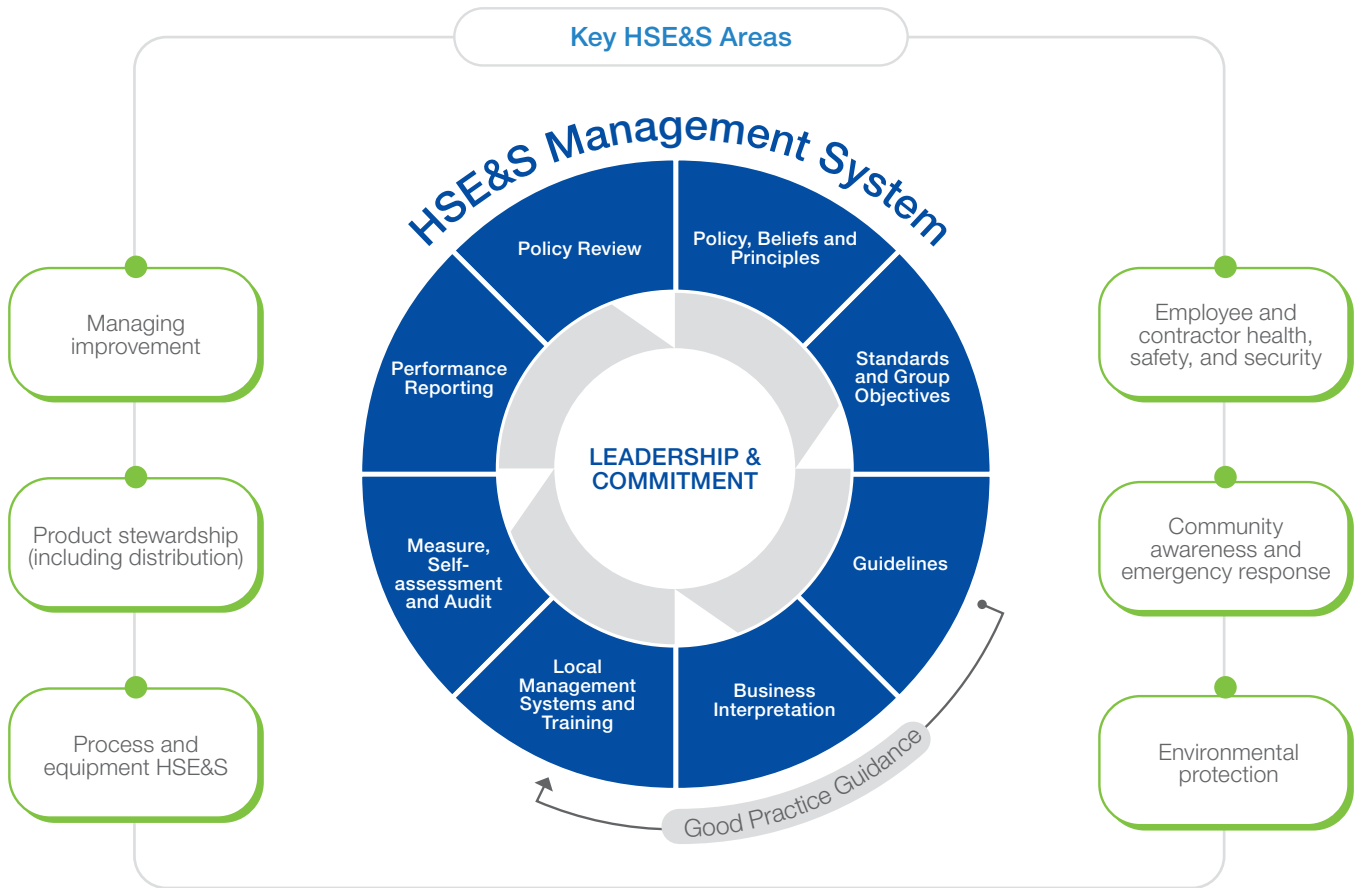 Key HSE&S Areas
HSE&S Management System
Policy Review
Policy, Beliefs and
Principles
Standards
and Group
Objectives
Guidelines
Business
Interpretation
Local
Management
Systems and
Training
Measure,
Self-
assessment
and Audit
Performance
Reporting
LEADERSHIP &
COMMITMENT
Good Practice Guidance
Managing
improvement
Product stewardship
(including distribution)
Process and
equipment HSE&S
Employee and
contractor health,
safety, and security
Community
awareness and
emergency response
Environmental
protection